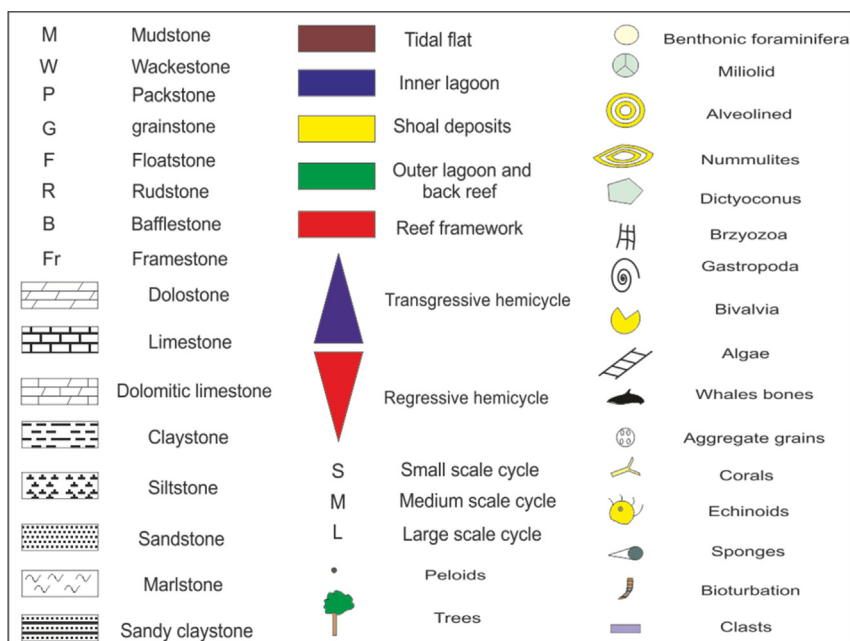 M Mudstone
W Wackestone
P Packstone
G grainstone
F Floatstone
R Rudstone
B Bafflestone
Fr Framestone
Dolostone
Limestone
Dolomitic limestone
Claystone
Siltstone
Sandstone
Marlstone
Sandy claystone
Tidal flat
Inner lagoon
Shoal deposits
Outer lagoon and
back reef
Reef framework
Transgressive hemicycle
Regressive hemicycle
S Small scale cycle
M Medium scale cycle
L Large scale cycle
Peloids
Trees
Benthonic foraminifera
Miliolid
Alveolined
Nummulites
Dictyoconus
Brzyozoa
Gastropoda
Bivalvia
Algae
Whales bones
Aggregate grains
Corals
Echinoids
Sponges
Bioturbation
Clasts